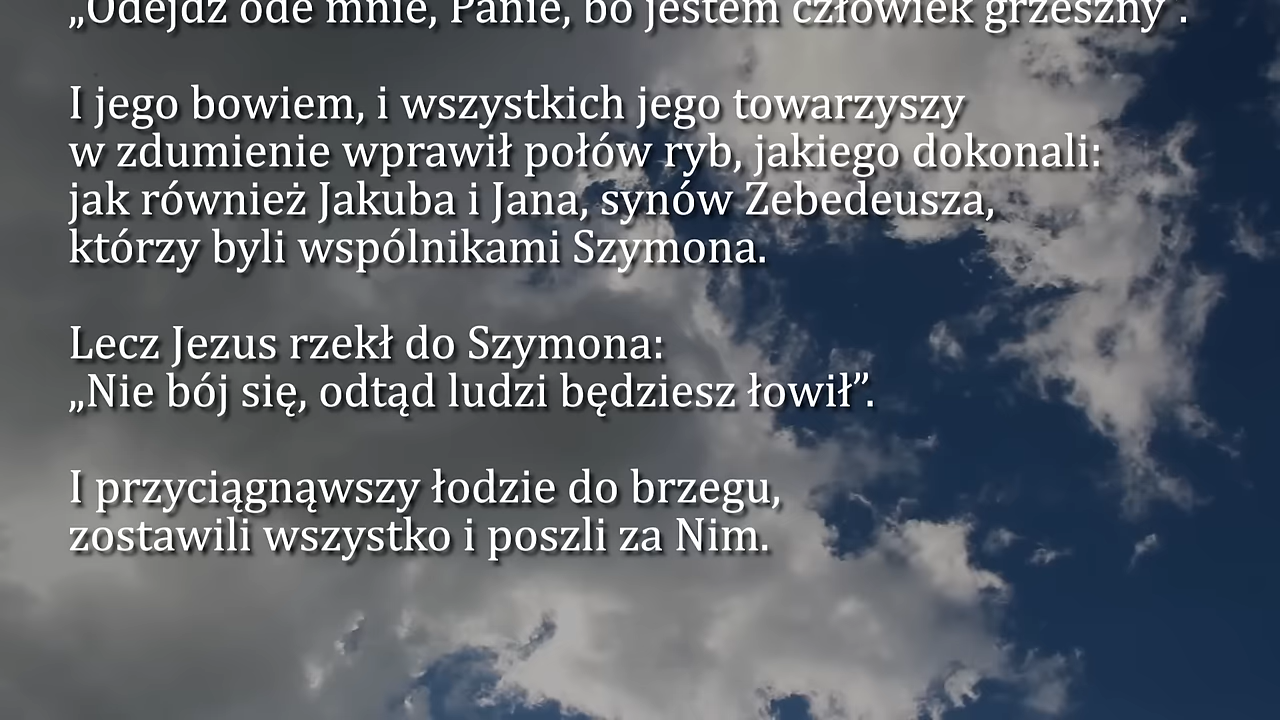 „Odejdź ode mnie, Panie, bo jestem człowiek grzeszny”.
I jego bowiem, i wszystkich jego towarzyszy
w zdumienie wprawił połów ryb, jakiego dokonali:
jak również Jakuba i Jana, synów Zebedeusza,
którzy byli wspólnikami Szymona.
Lecz Jezus rzekł do Szymona:
„Nie bój się, odtąd ludzi będziesz łowił”.
I przyciągnąwszy łodzie do brzegu,
zostawili wszystko i poszli za Nim.